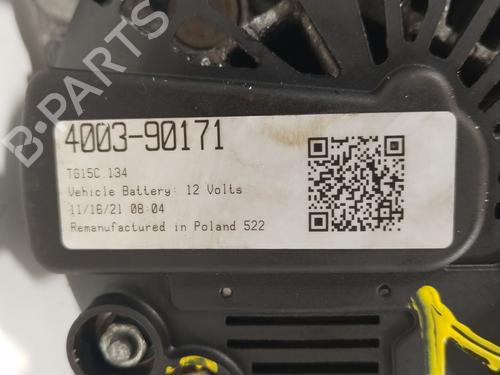 B-PARTS
4003-90171
TG15C 134
Vehicle Battery: 12 Volts
11/16/21 08:04
Remanufactured in Poland 522